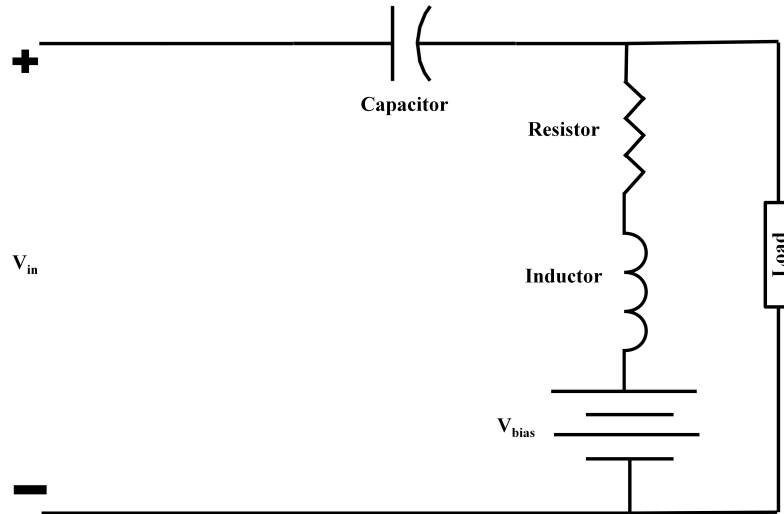 +
Capacitor
Resistor
V_in
Load
Inductor
V_bias
−